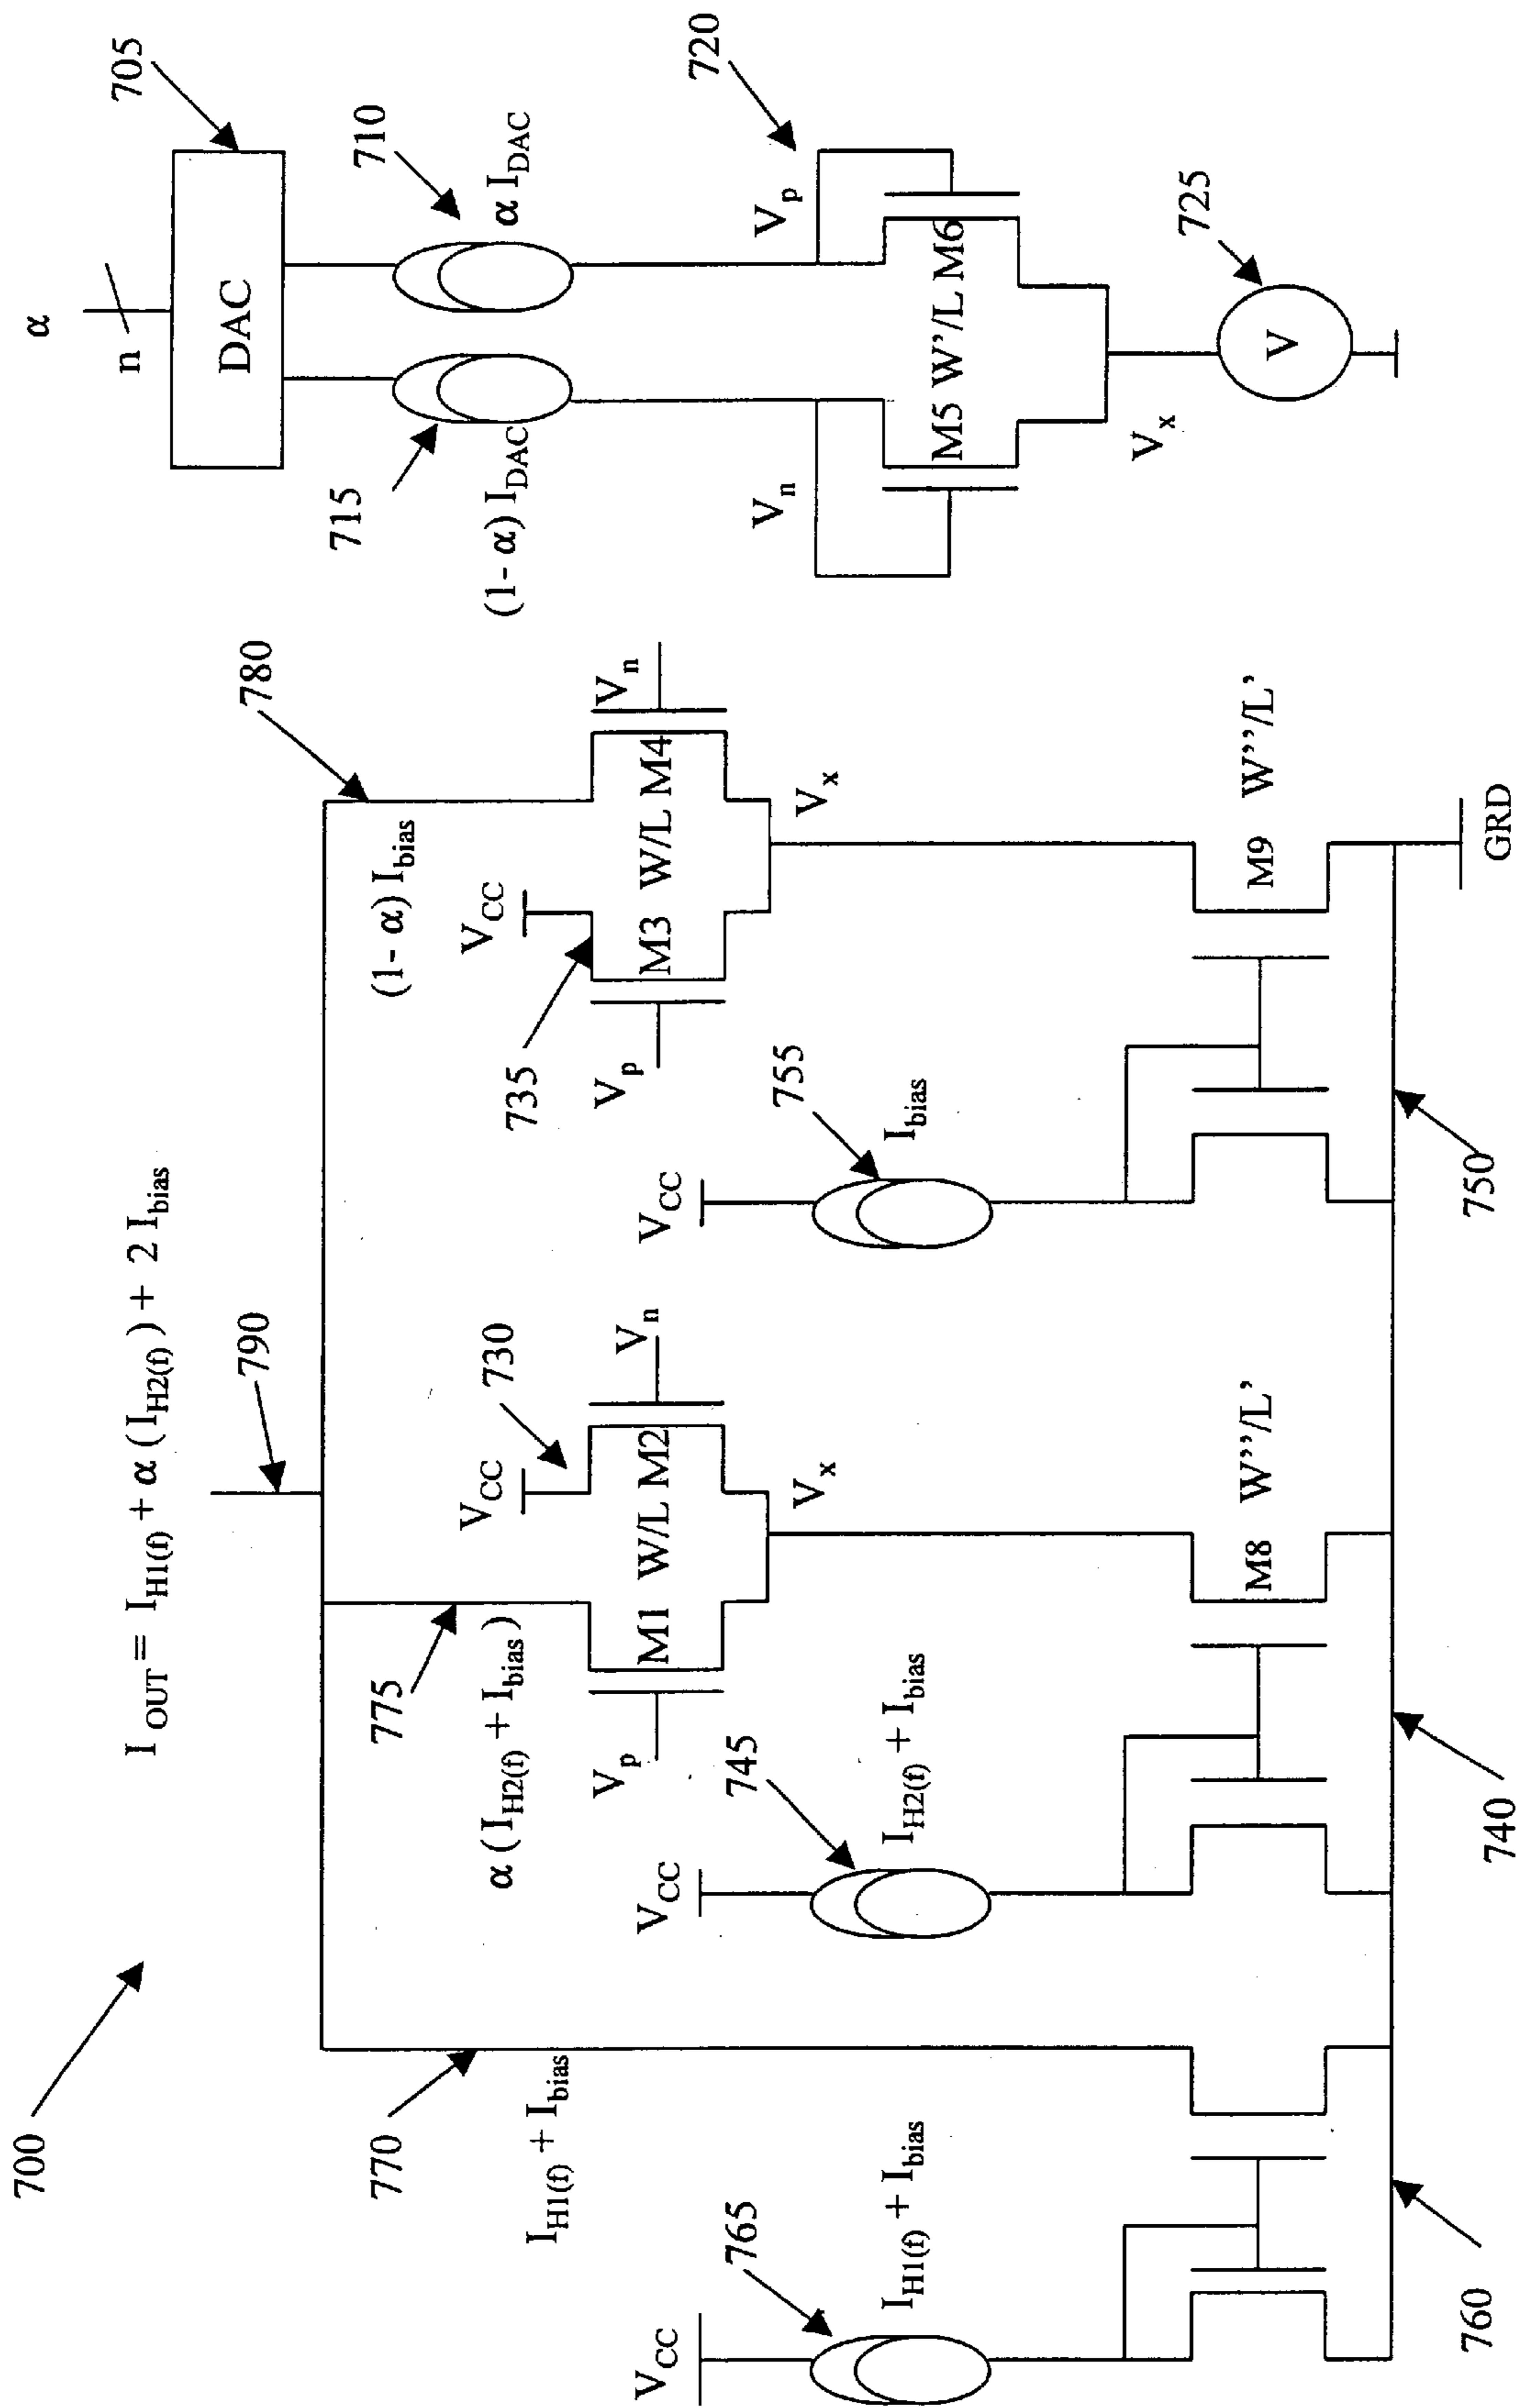 700
I OUT = I H1(f) + α (I H2(f)) + 2 I bias
790
770
I H1(f) + I bias
775
α (I H2(f) + I bias)
780
(1- α) I bias
V CC
730
V p
M1 W/L M2
V n
V x
V CC
735
V p
M3 W/L M4
V n
V x
V CC
765
I H1(f) + I bias
760
V CC
745
I H2(f) + I bias
M8 W’’/L’
740
V CC
755
I bias
M9 W’’/L’
750
GRD
α
n
DAC
705
715
(1- α) I DAC
710
α I DAC
V n
V p
720
M5 W’/L M6
V x
V
725